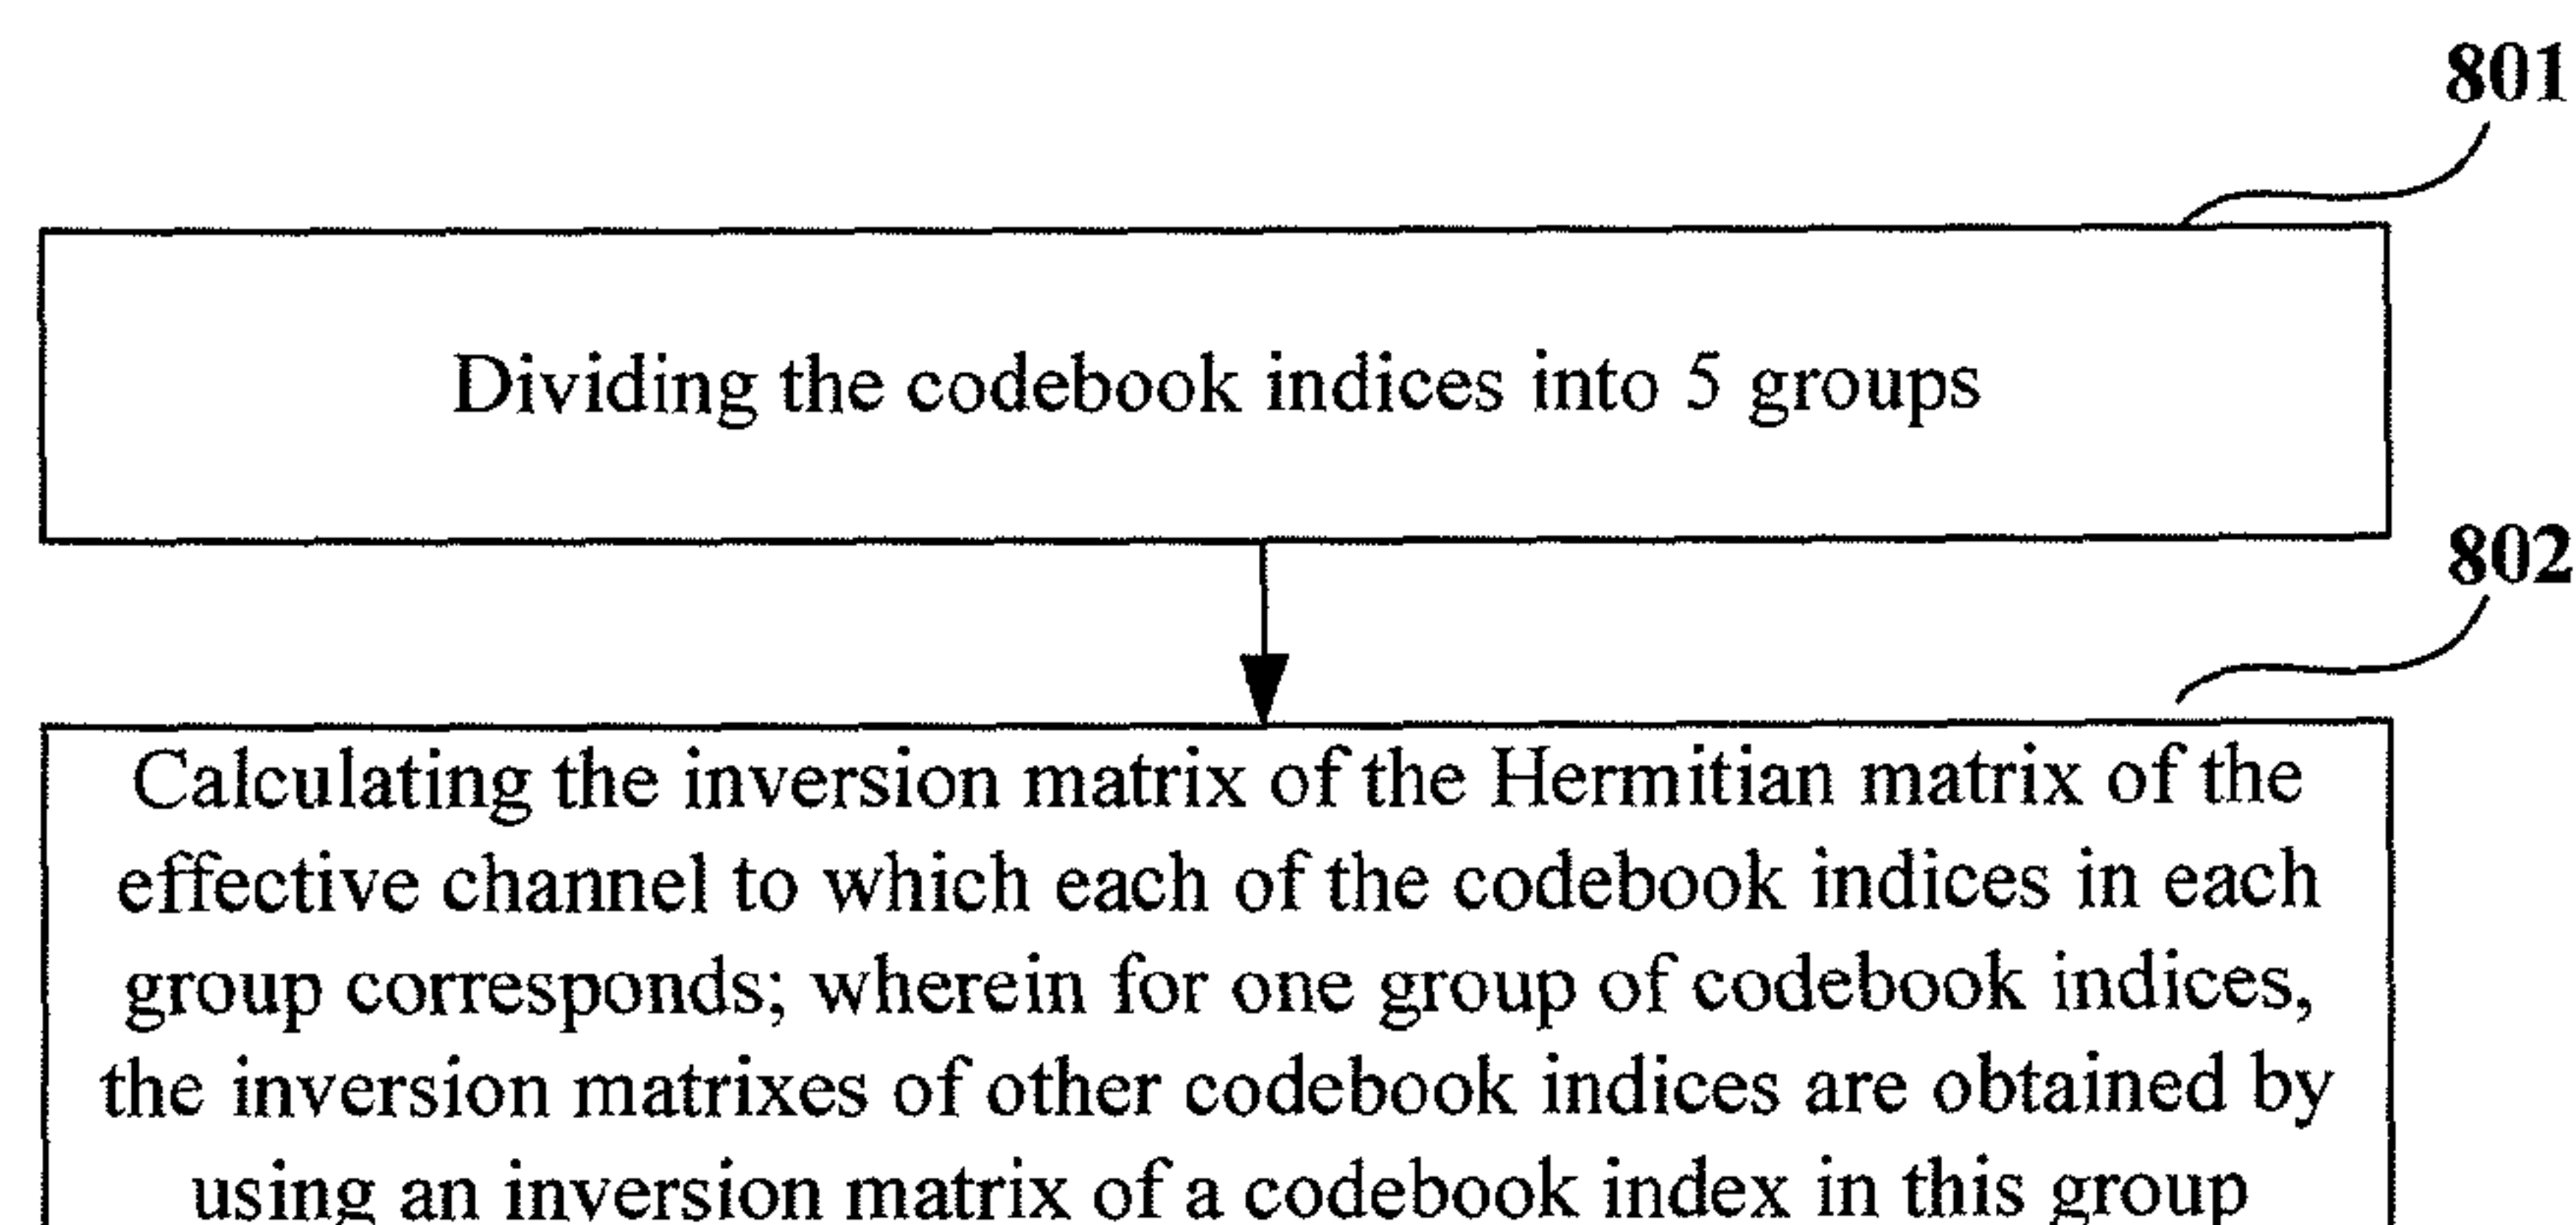 801
Dividing the codebook indices into 5 groups
802
Calculating the inversion matrix of the Hermitian matrix of the
effective channel to which each of the codebook indices in each
group corresponds; wherein for one group of codebook indices,
the inversion matrixes of other codebook indices are obtained by
using an inversion matrix of a codebook index in this group